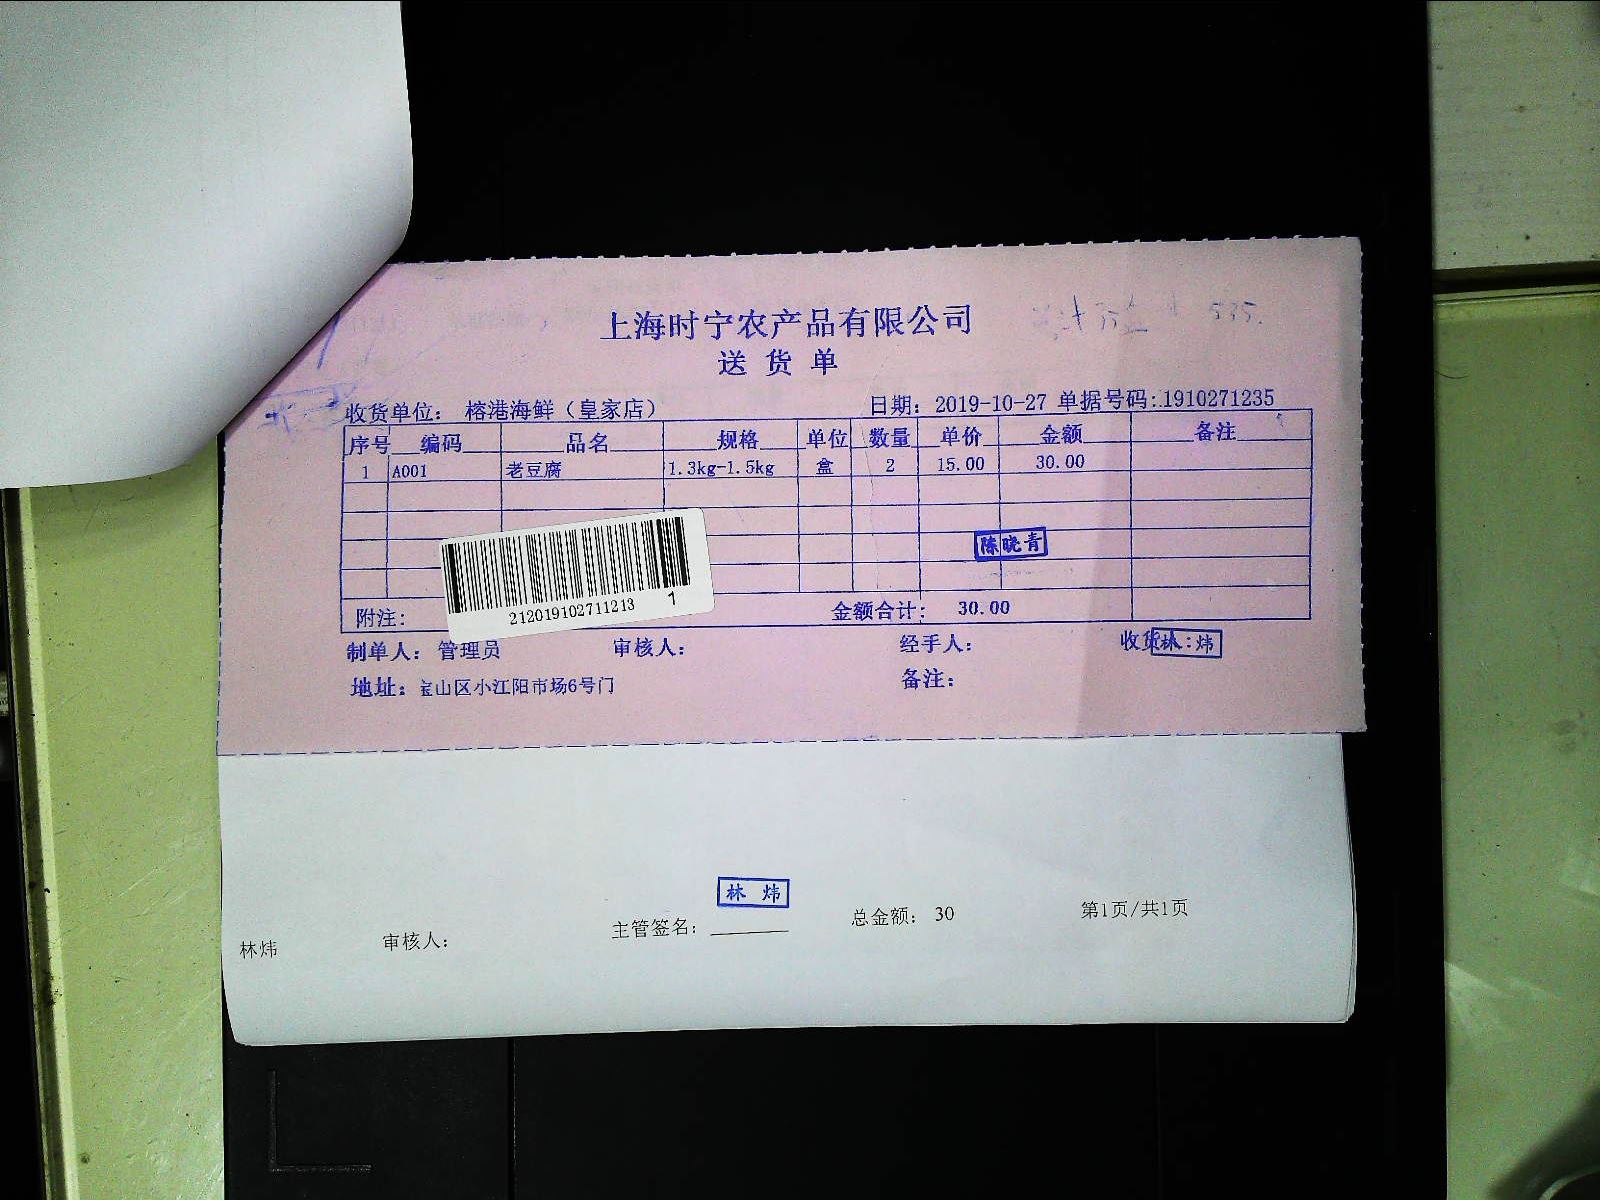 上海时宁农产品有限公司
送货单
收货单位: 榕港海鲜（皇家店） 日期: 2019-10-27 单据号码:1910271235
序号 编码 品名 规格 单位 数量 单价 金额 备注
1 A001 老豆腐 1.3kg-1.5kg 盒 2 15.00 30.00
陈晓青
212019102711213 1
附注: 金额合计: 30.00
制单人: 管理员 审核人: 经手人: 收货人: 林炜
地址: 宝山区小江阳市场6号门 备注:
林炜
林炜 审核人: 主管签名: 总金额: 30 第1页/共1页